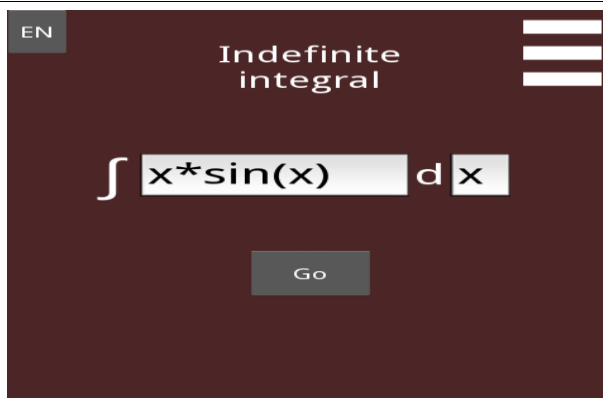 EN
Indefinite
integral
∫ x*sin(x) d x
Go